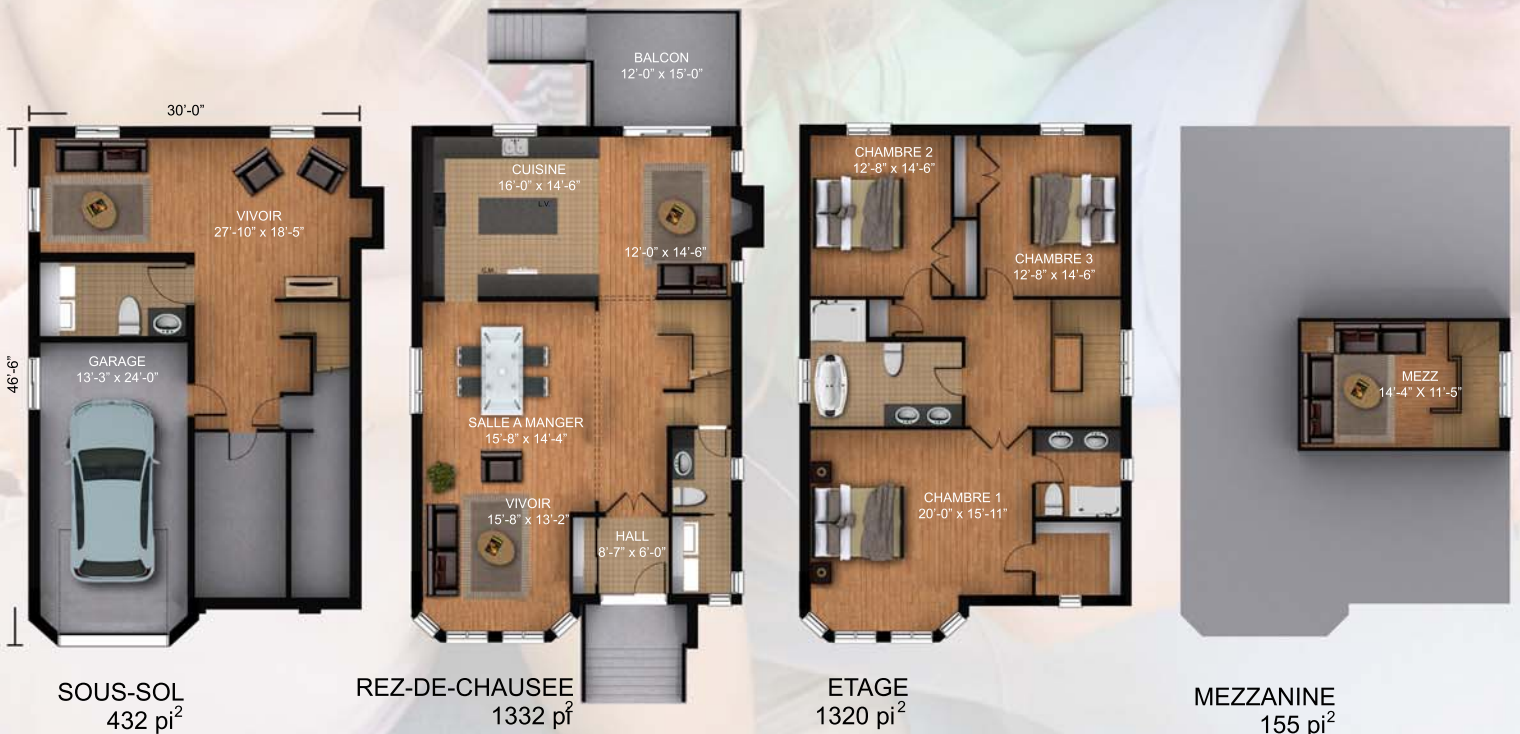 30'-0"
46'-6"
VIVOIR
27'-10" x 18'-5"
GARAGE
13'-3" x 24'-0"
SOUS-SOL
432 pi²
BALCON
12'-0" x 15'-0"
CUISINE
16'-0" x 14'-6"
L.V.
12'-0" x 14'-6"
C.M.
SALLE A MANGER
15'-8" x 14'-4"
VIVOIR
15'-8" x 13'-2"
HALL
8'-7" x 6'-0"
REZ-DE-CHAUSEE
1332 pi²
CHAMBRE 2
12'-8" x 14'-6"
CHAMBRE 3
12'-8" x 14'-6"
CHAMBRE 1
20'-0" x 15'-11"
ETAGE
1320 pi²
MEZZ
14'-4" X 11'-5"
MEZZANINE
155 pi²